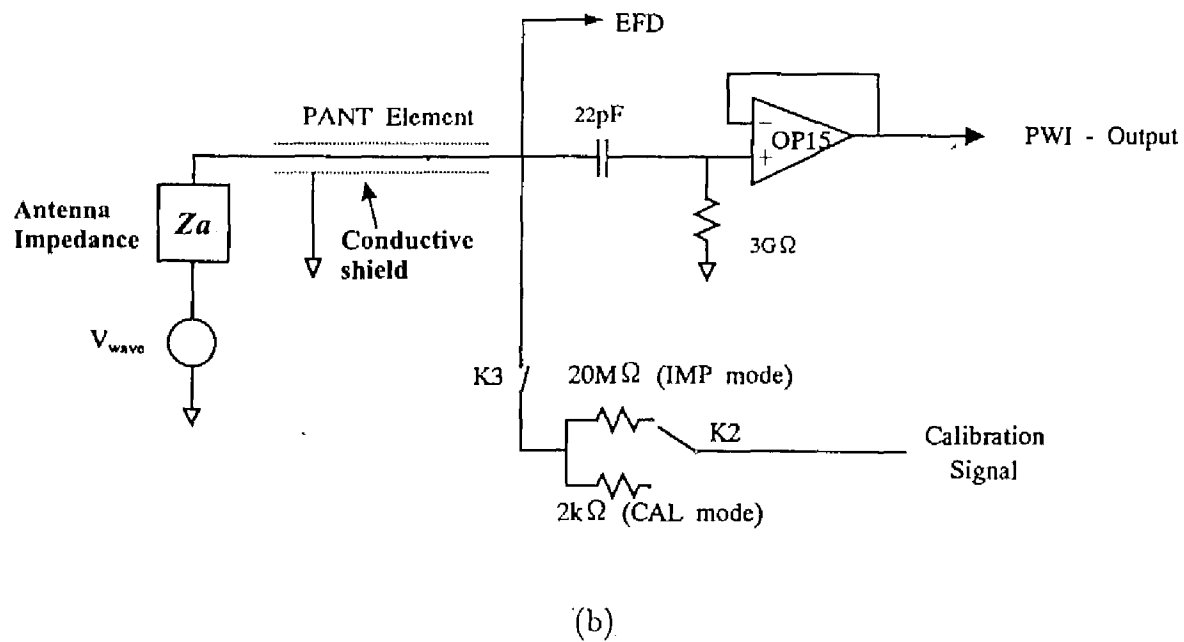 EFD
PANT Element
22pF
OP15
−
+
PWI - Output
Antenna
Impedance
Za
Conductive
shield
3GΩ
Vwave
K3
20MΩ (IMP mode)
K2
Calibration
Signal
2kΩ (CAL mode)
(b)